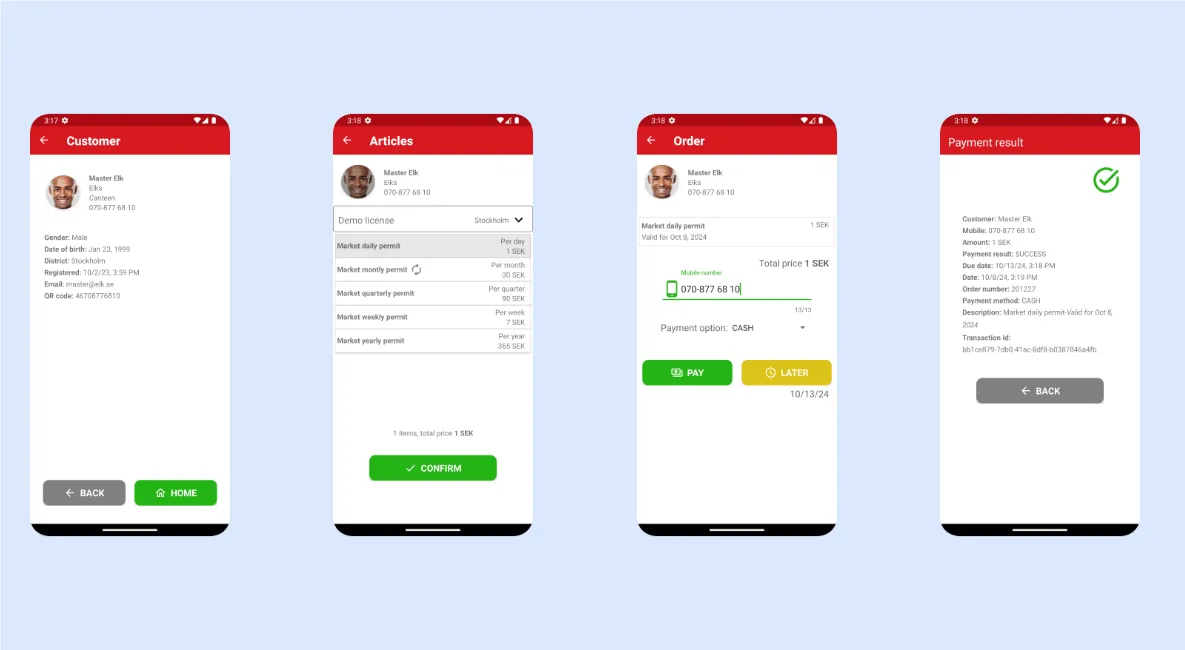 3:17
Customer
Master Elk
Elks
Canteen
070-877 68 10
Gender: Male
Date of birth: Jan 23, 1999
District: Stockholm
Registered: 10/2/23, 3:59 PM
Email: master@elk.se
QR code: 46708776810
BACK
HOME
3:18
Articles
Master Elk
Elks
070-877 68 10
Demo license Stockholm
Market daily permit Per day
1 SEK
Market montly permit Per month
30 SEK
Market quarterly permit Per quarter
90 SEK
Market weekly permit Per week
7 SEK
Market yearly permit Per year
365 SEK
1 items, total price 1 SEK
CONFIRM
3:18
Order
Master Elk
Elks
070-877 68 10
Market daily permit 1 SEK
Valid for Oct 8, 2024
Total price 1 SEK
Mobile number
070-877 68 10
13/13
Payment option: CASH
PAY
LATER
10/13/24
3:18
Payment result
Customer: Master Elk
Mobile: 070-877 68 10
Amount: 1 SEK
Payment result: SUCCESS
Due date: 10/13/24, 3:18 PM
Date: 10/8/24, 3:19 PM
Order number: 201227
Payment method: CASH
Description: Market daily permit-Valid for Oct 8,
2024
Transaction id:
bb1ce879-7db0-41ac-8df8-b0387846a4fb
BACK